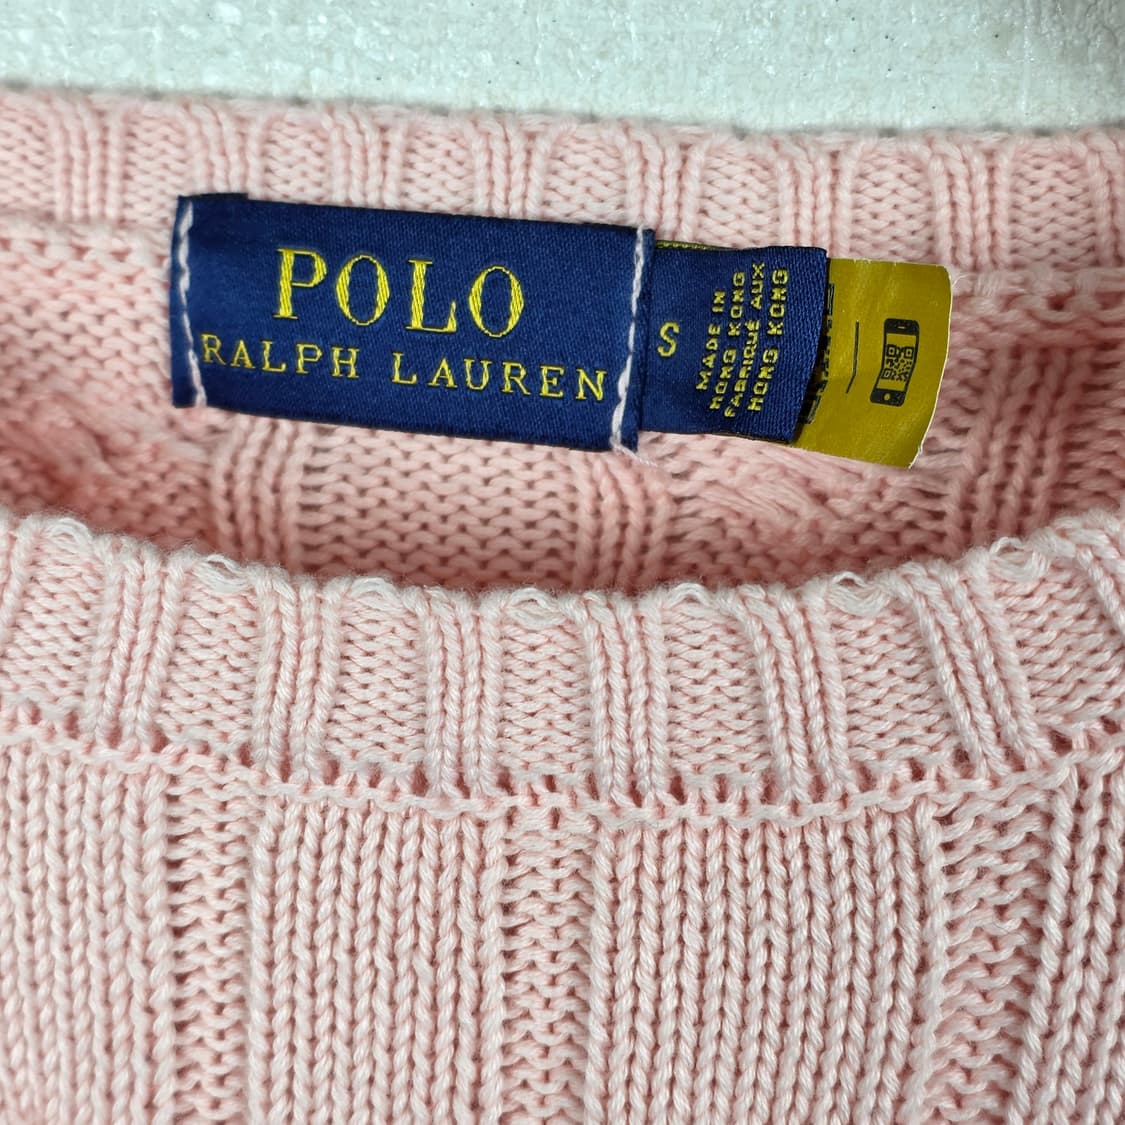 POLO
RALPH LAUREN
S
MADE IN
HONG KONG
FABRIQUÉ AUX
HONG KONG